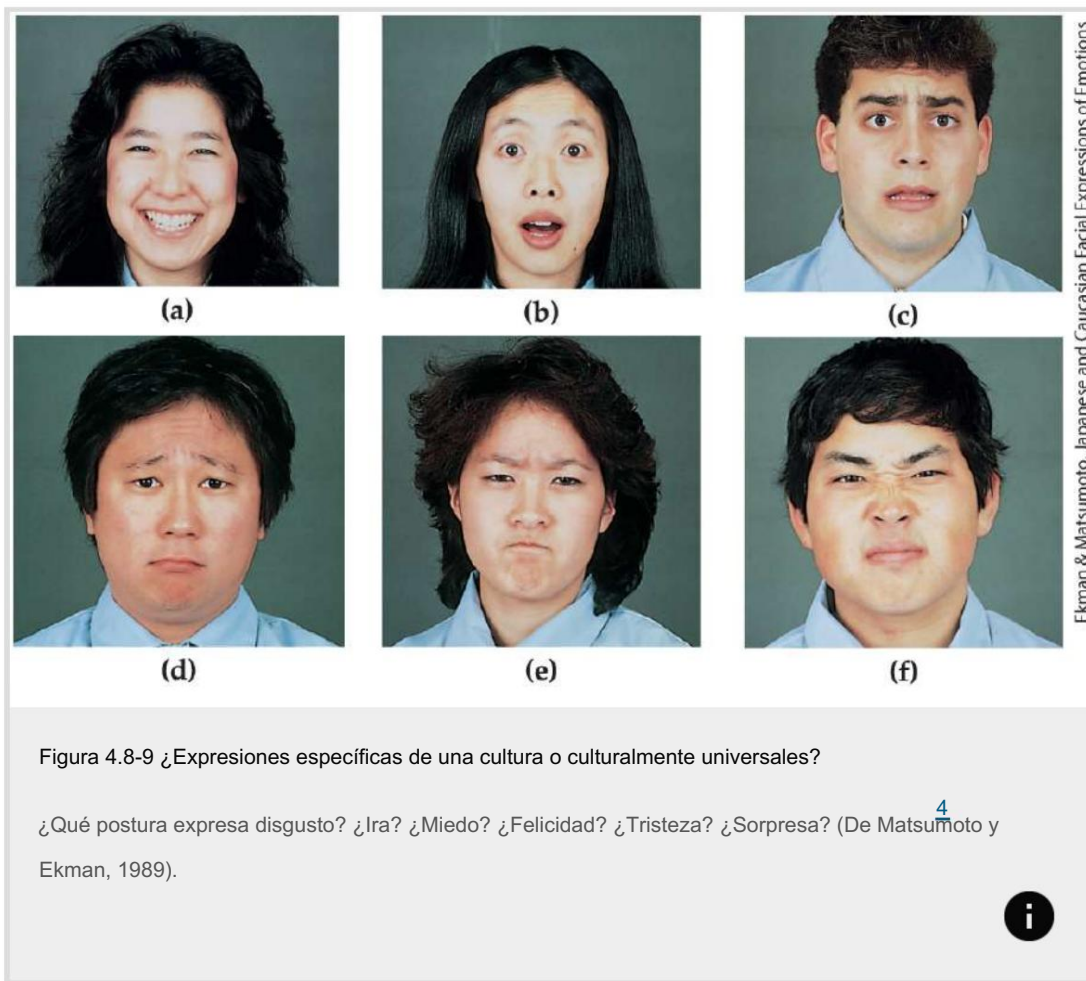 (a)
(b)
(c)
(d)
(e)
(f)
Ekman & Matsumoto, Japanese and Caucasian Facial Expressions of Emotions
Figura 4.8-9 ¿Expresiones específicas de una cultura o culturalmente universales?
¿Qué postura expresa disgusto? ¿Ira? ¿Miedo? ¿Felicidad? ¿Tristeza? ¿Sorpresa? (De Matsumoto y
4
Ekman, 1989).
i